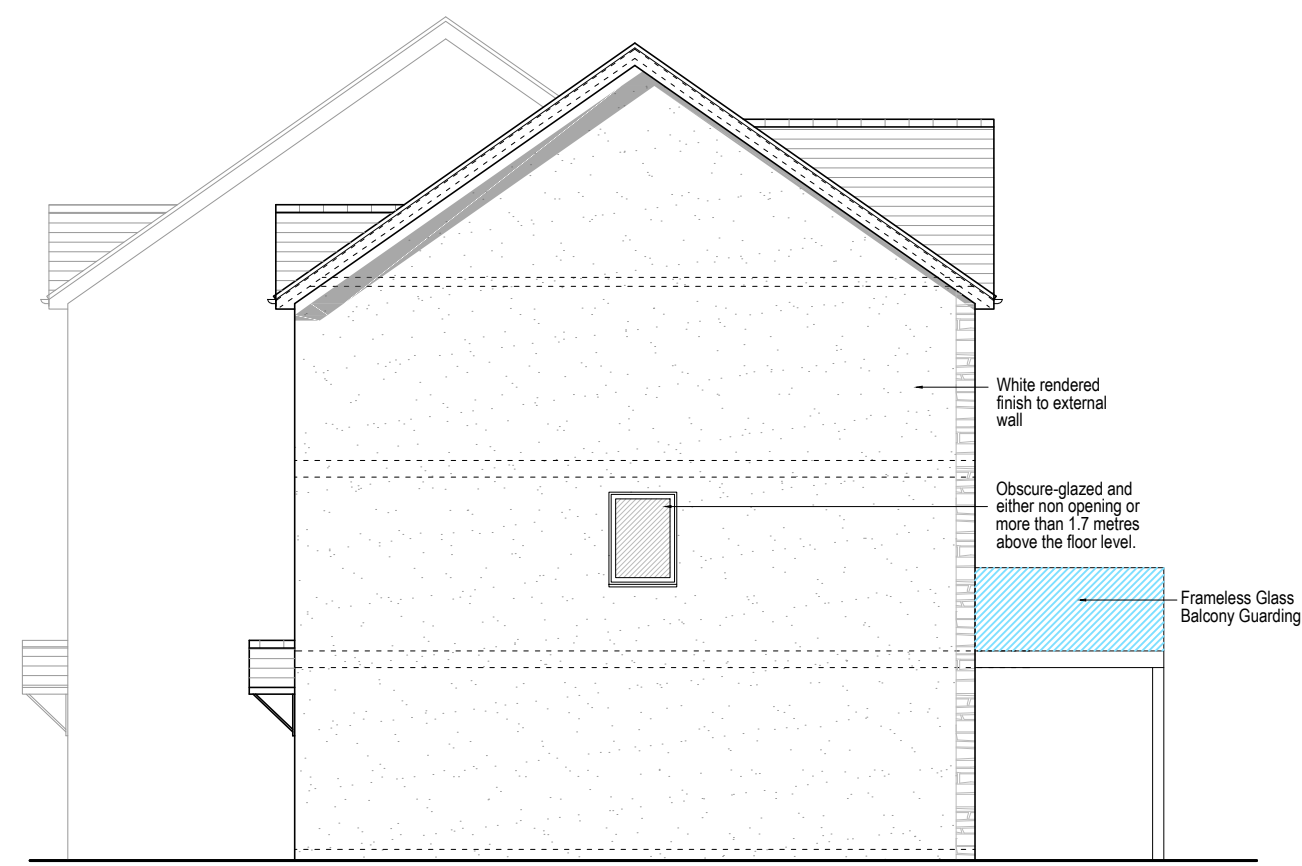 White rendered
finish to external
wall
Obscure-glazed and
either non opening or
more than 1.7 metres
above the floor level.
Frameless Glass
Balcony Guarding